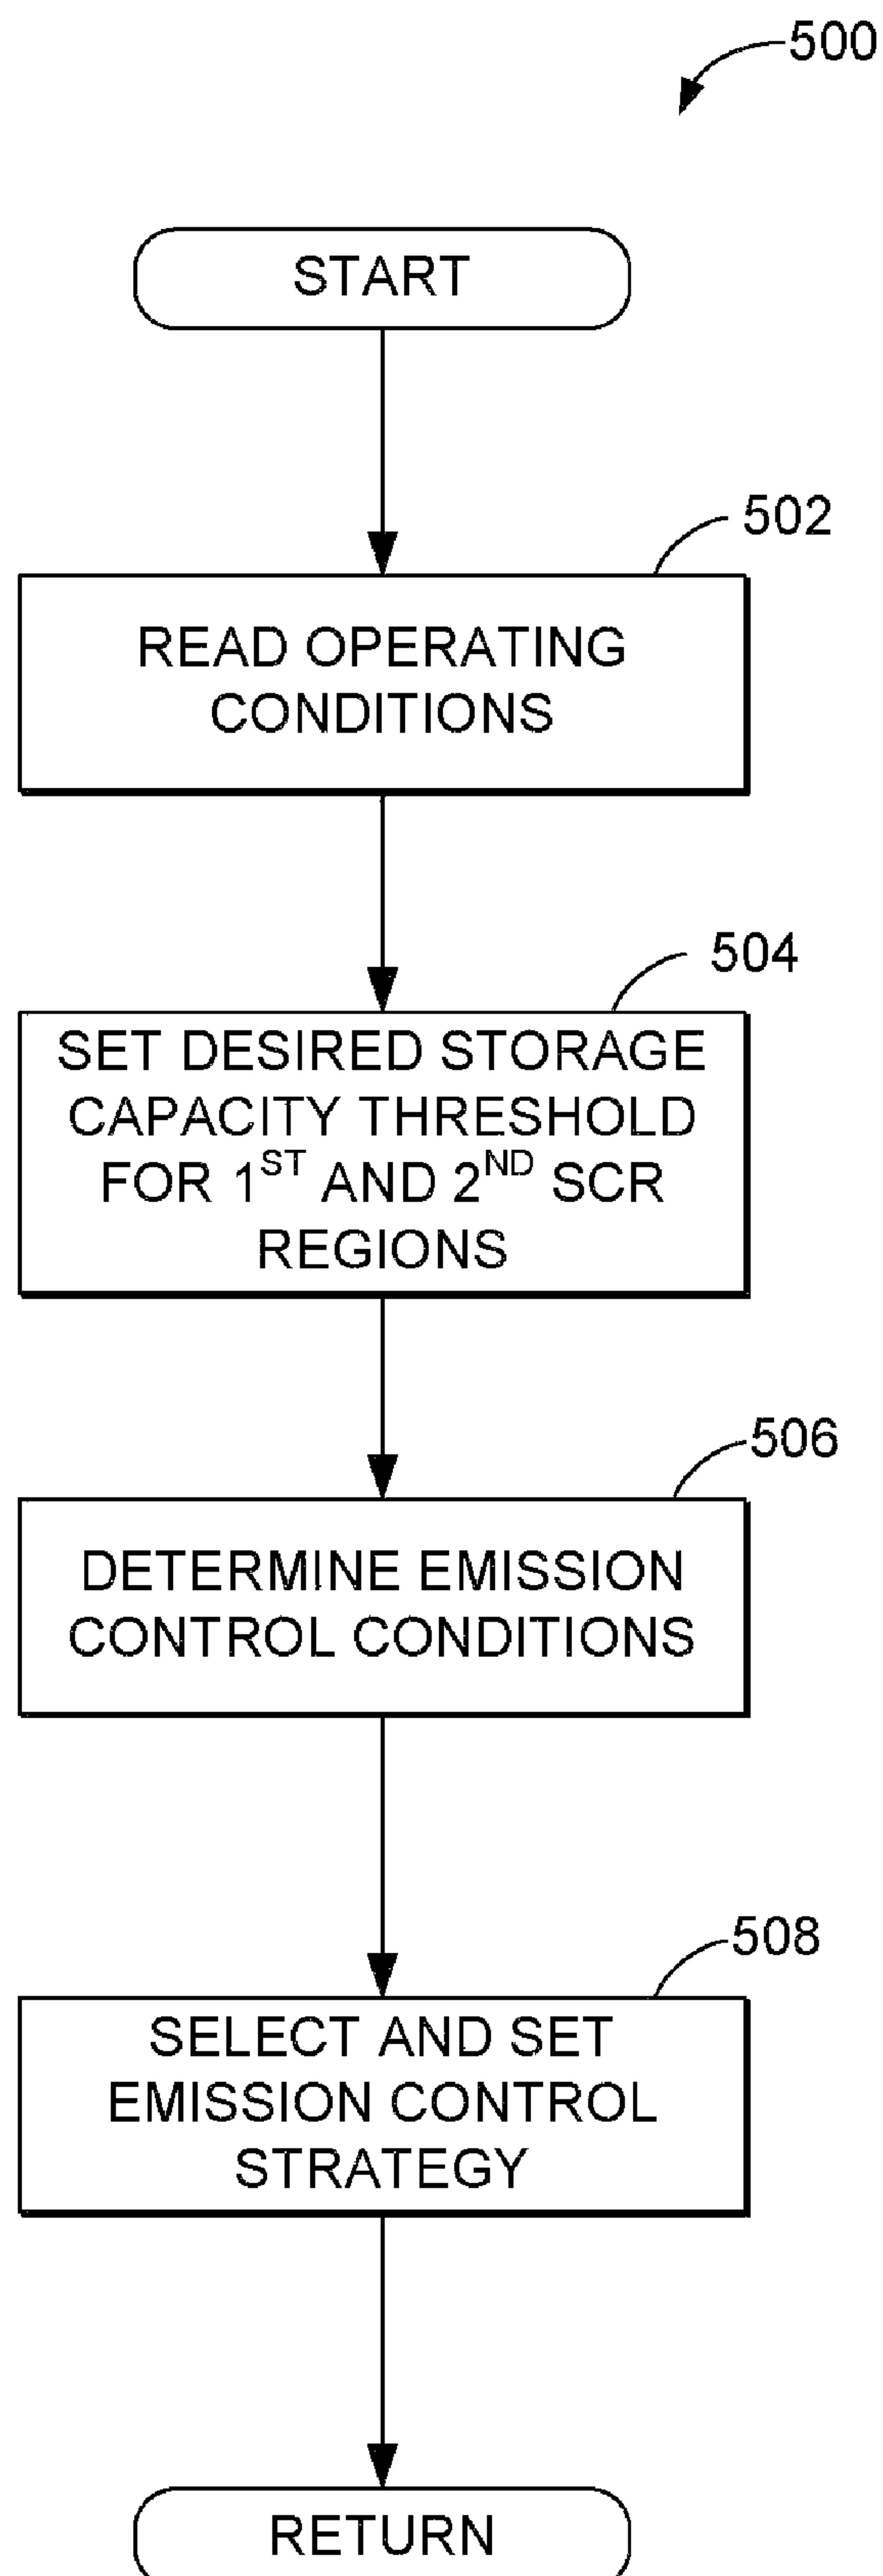 500
START
502
READ OPERATING
CONDITIONS
504
SET DESIRED STORAGE
CAPACITY THRESHOLD
FOR 1ST AND 2ND SCR
REGIONS
506
DETERMINE EMISSION
CONTROL CONDITIONS
508
SELECT AND SET
EMISSION CONTROL
STRATEGY
RETURN